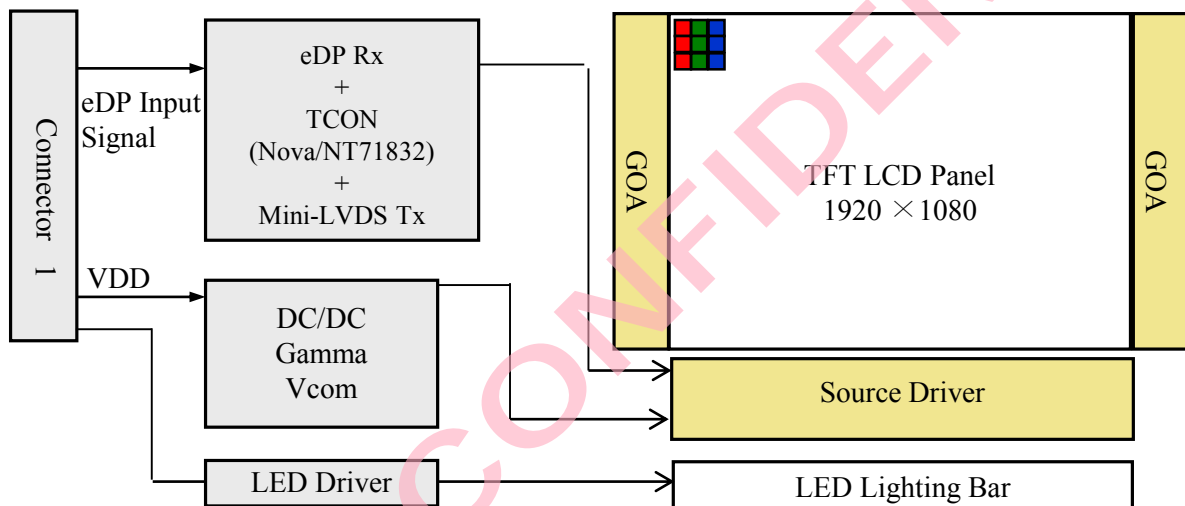 Connector 1
eDP Input
Signal
VDD
eDP Rx
+
TCON
(Nova/NT71832)
+
Mini-LVDS Tx
DC/DC
Gamma
Vcom
LED Driver
GOA
TFT LCD Panel
1920 ×1080
GOA
Source Driver
LED Lighting Bar
CONFIDEN